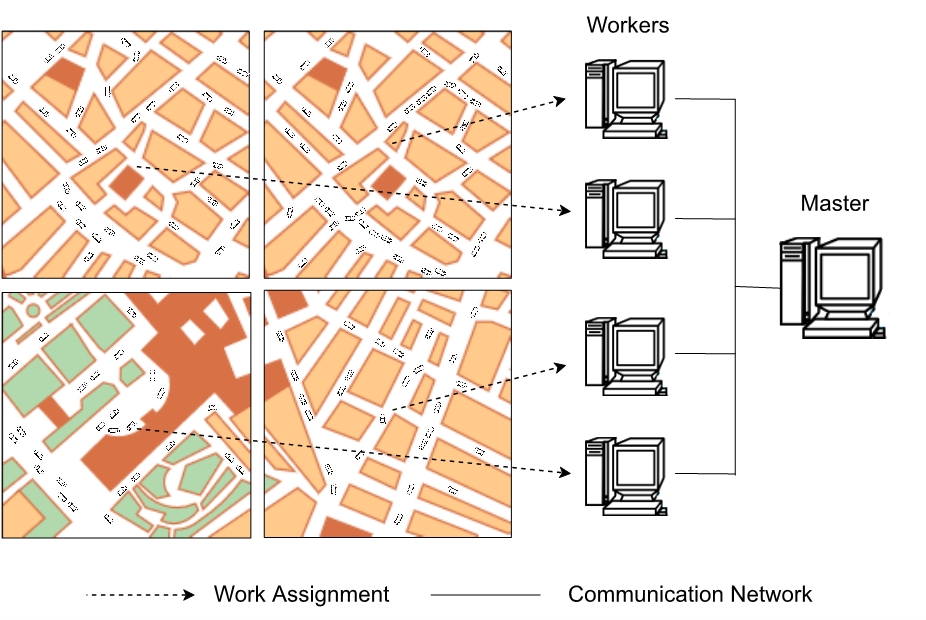 Workers
Master
Work Assignment
Communication Network